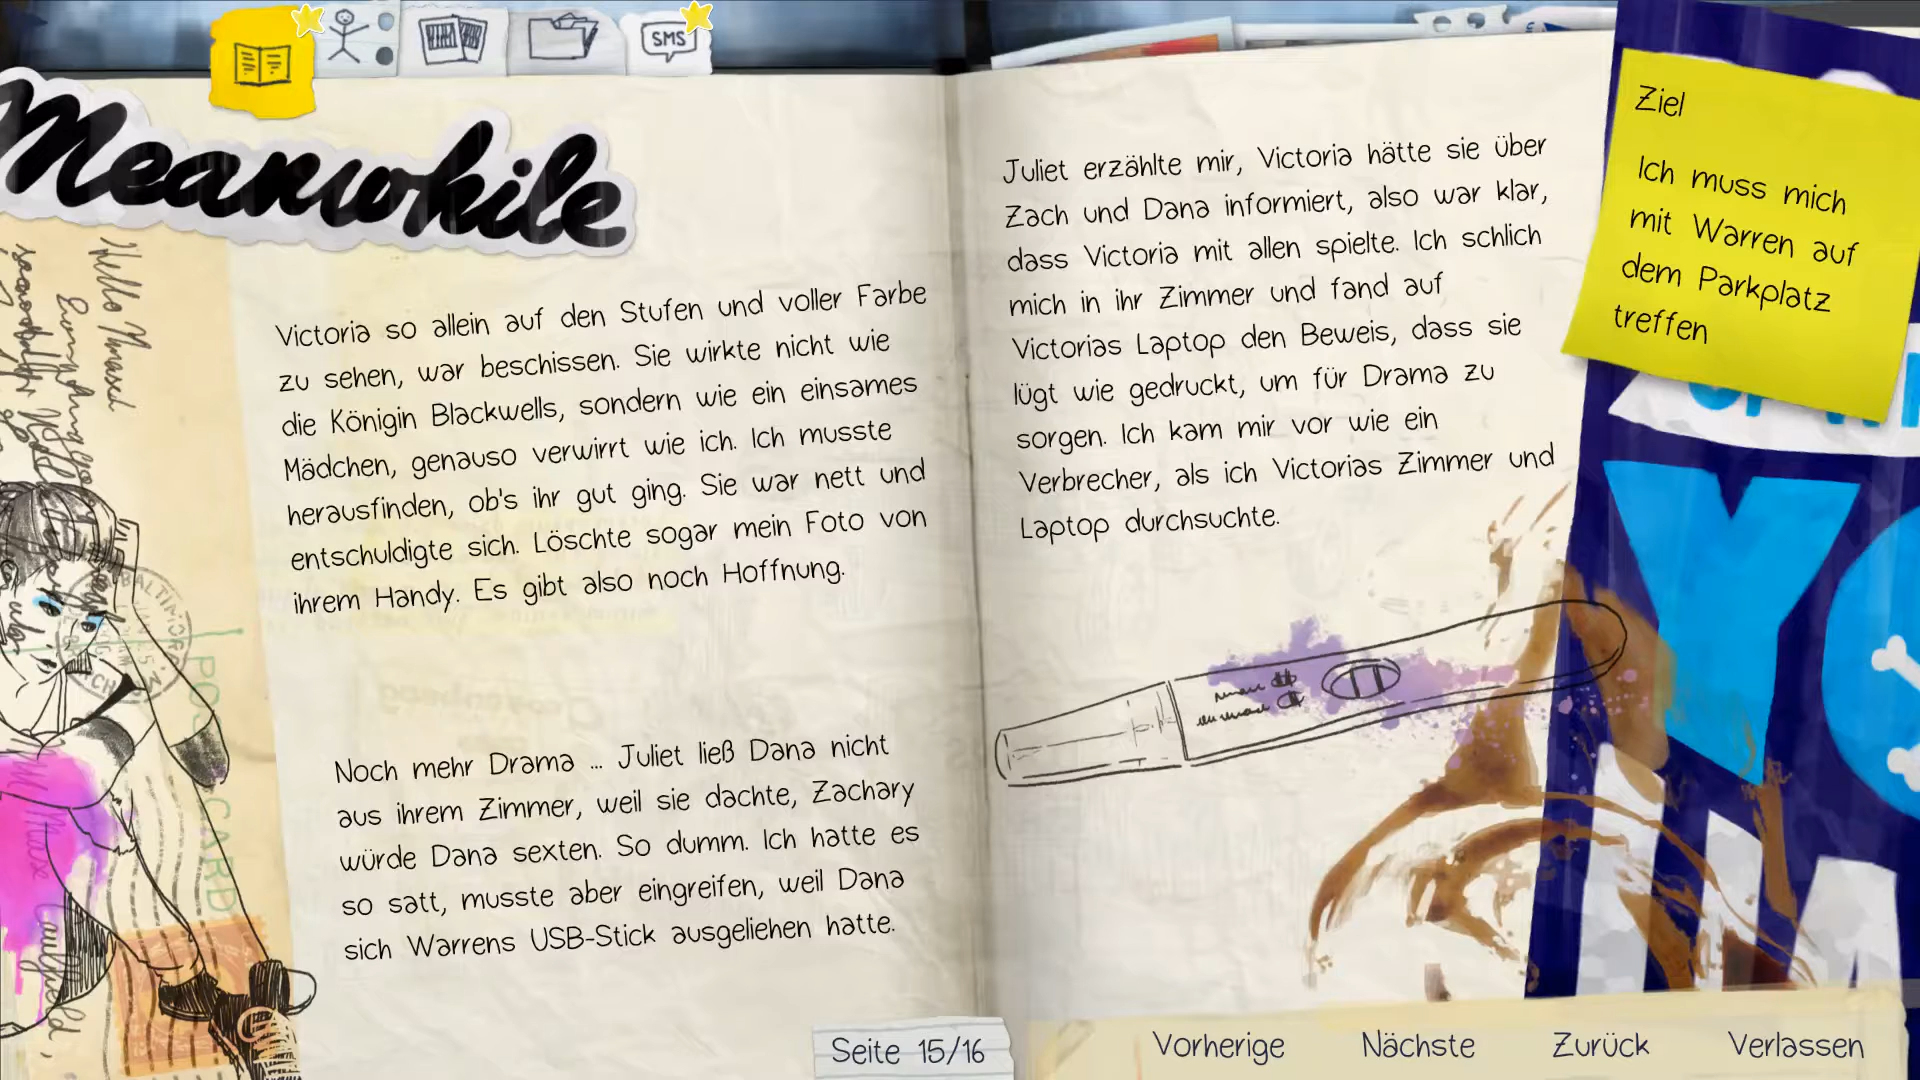 SMS
Meanwhile
Victoria so allein auf den Stufen und voller Farbe
zu sehen, war beschissen. Sie wirkte nicht wie
die Königin Blackwells, sondern wie ein einsames
Mädchen, genauso verwirrt wie ich. Ich musste
herausfinden, ob's ihr gut ging. Sie war nett und
entschuldigte sich. Löschte sogar mein Foto von
ihrem Handy. Es gibt also noch Hoffnung.
Noch mehr Drama ... Juliet ließ Dana nicht
aus ihrem Zimmer, weil sie dachte, Zachary
würde Dana sexten. So dumm. Ich hatte es
so satt, musste aber eingreifen, weil Dana
sich Warrens USB-Stick ausgeliehen hatte.
Juliet erzählte mir, Victoria hätte sie über
Zach und Dana informiert, also war klar,
dass Victoria mit allen spielte. Ich schlich
mich in ihr Zimmer und fand auf
Victorias Laptop den Beweis, dass sie
lügt wie gedruckt, um für Drama zu
sorgen. Ich kam mir vor wie ein
Verbrecher, als ich Victorias Zimmer und
Laptop durchsuchte.
Ziel
Ich muss mich
mit Warren auf
dem Parkplatz
treffen
POST CARD
Seite 15/16
Vorherige
Nächste
Zurück
Verlassen